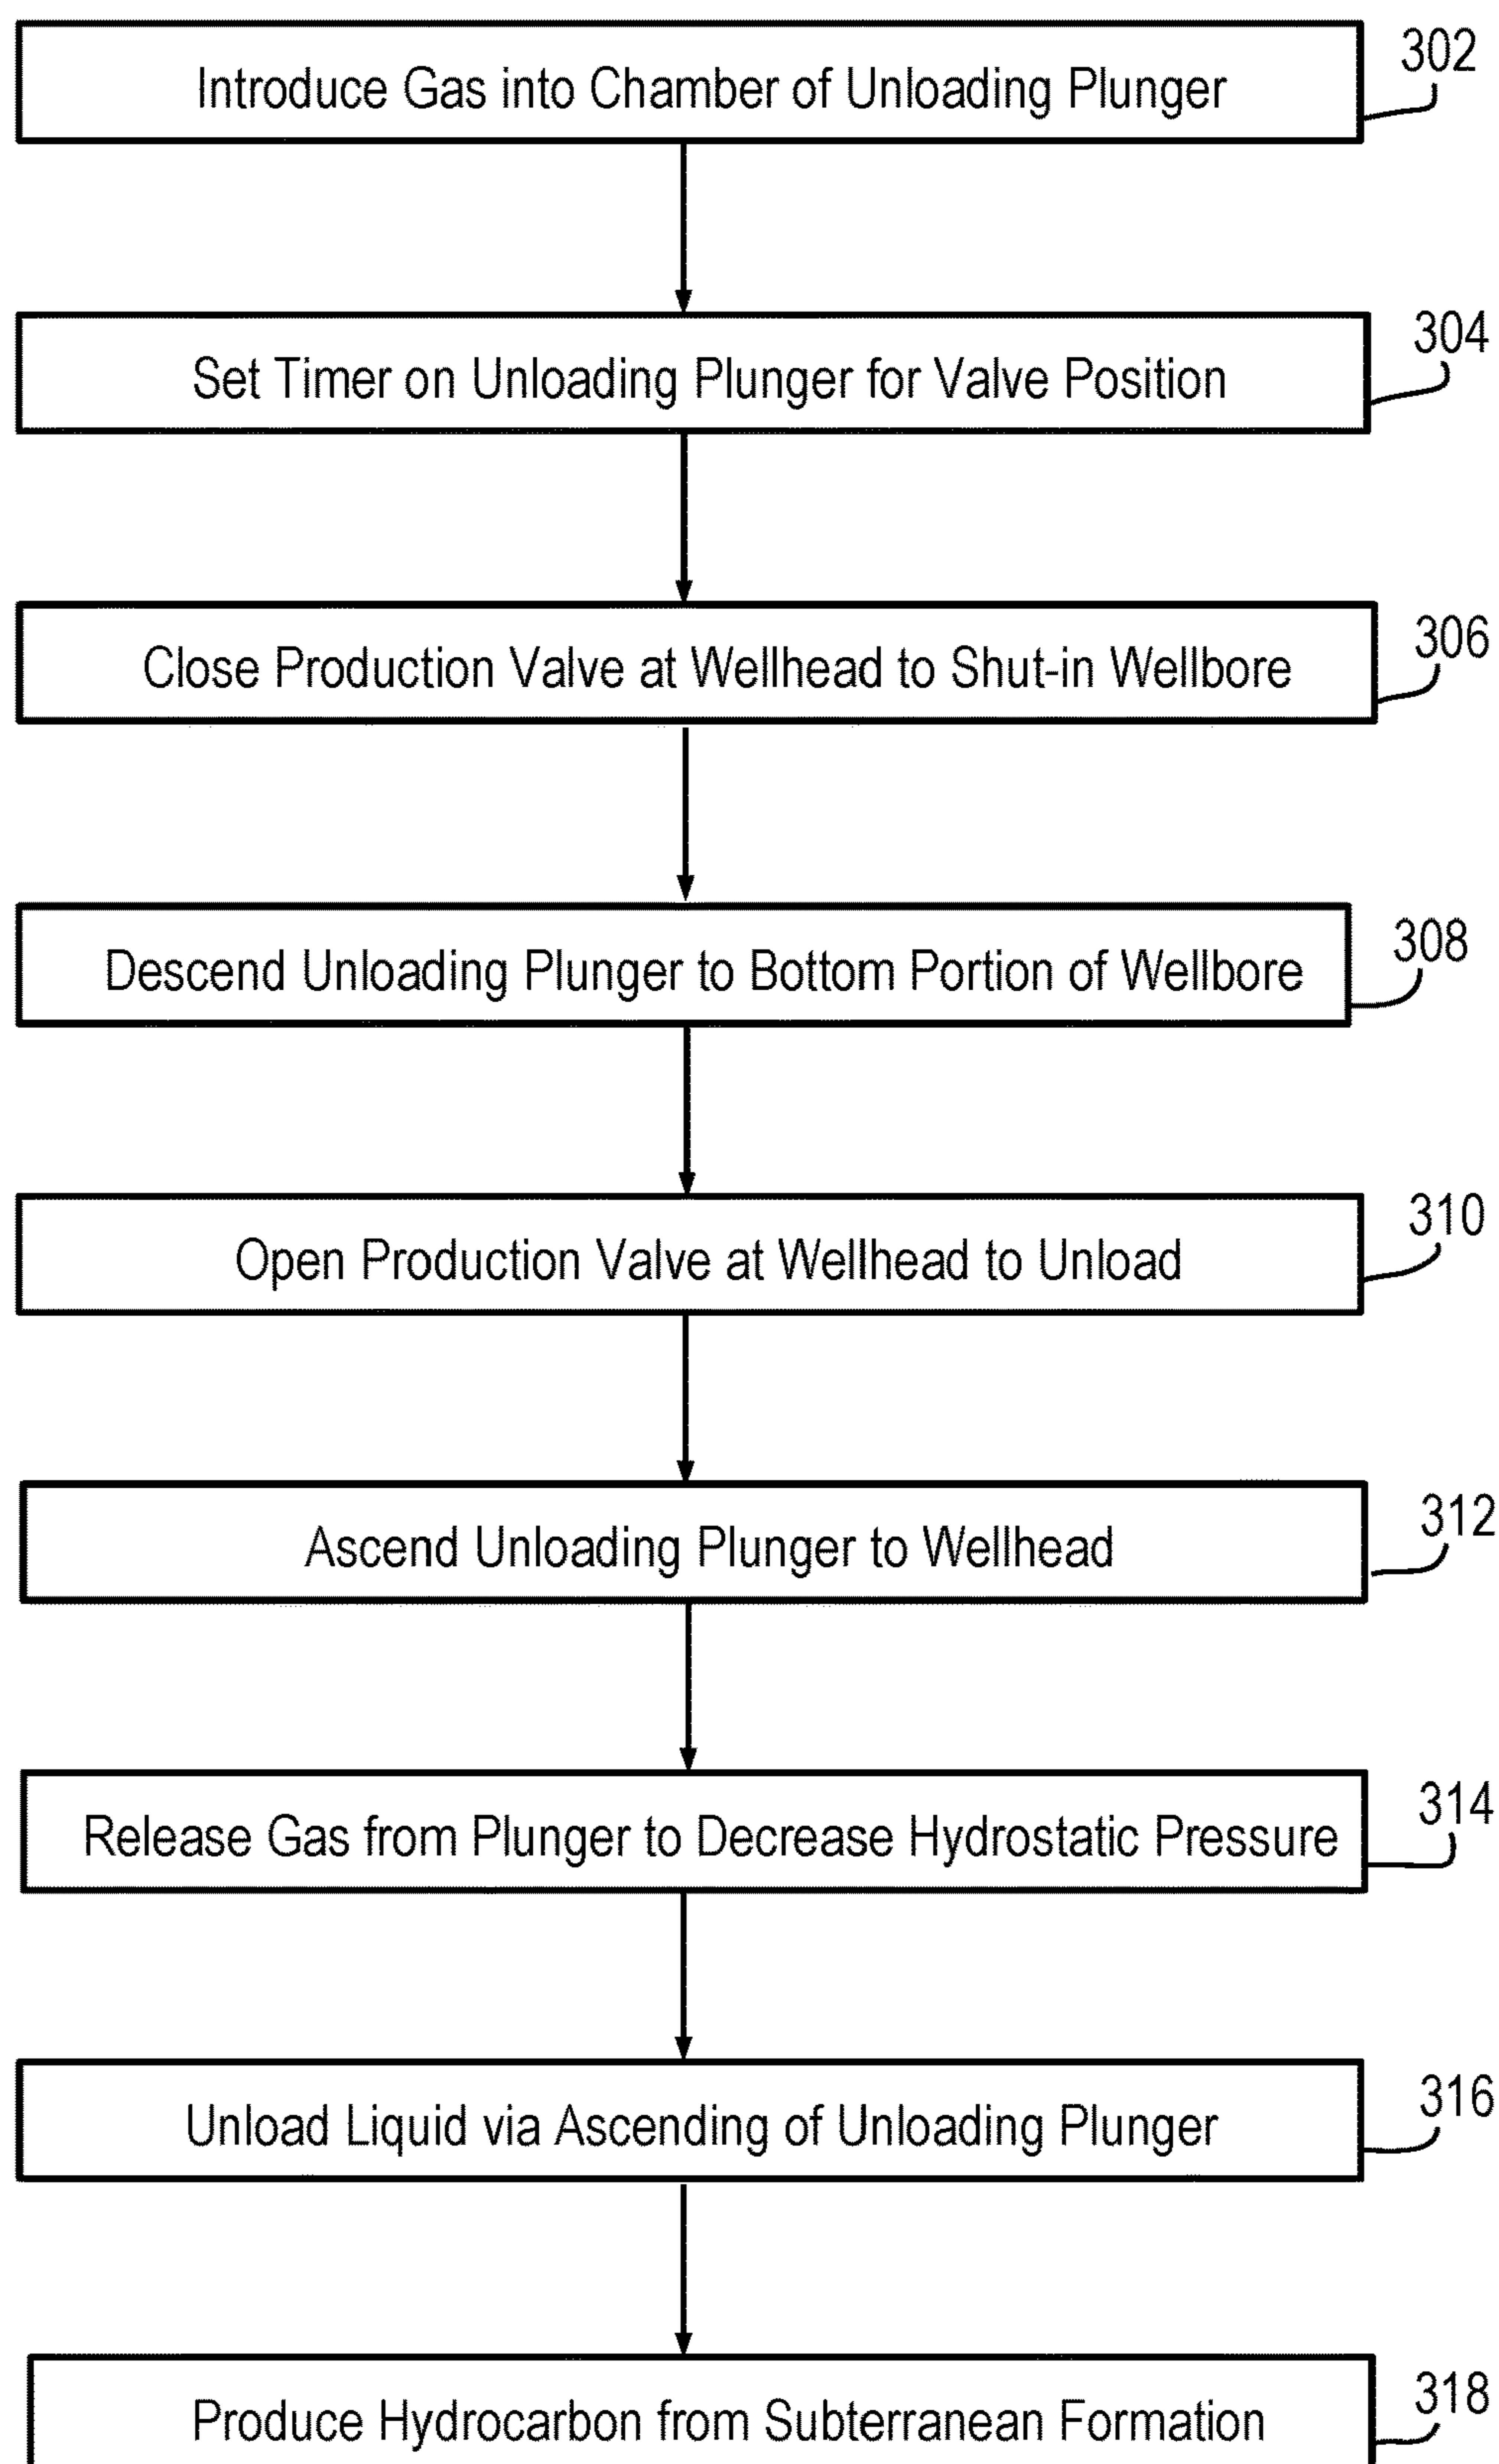 Introduce Gas into Chamber of Unloading Plunger
302
Set Timer on Unloading Plunger for Valve Position
304
Close Production Valve at Wellhead to Shut-in Wellbore
306
Descend Unloading Plunger to Bottom Portion of Wellbore
308
Open Production Valve at Wellhead to Unload
310
Ascend Unloading Plunger to Wellhead
312
Release Gas from Plunger to Decrease Hydrostatic Pressure
314
Unload Liquid via Ascending of Unloading Plunger
316
Produce Hydrocarbon from Subterranean Formation
318